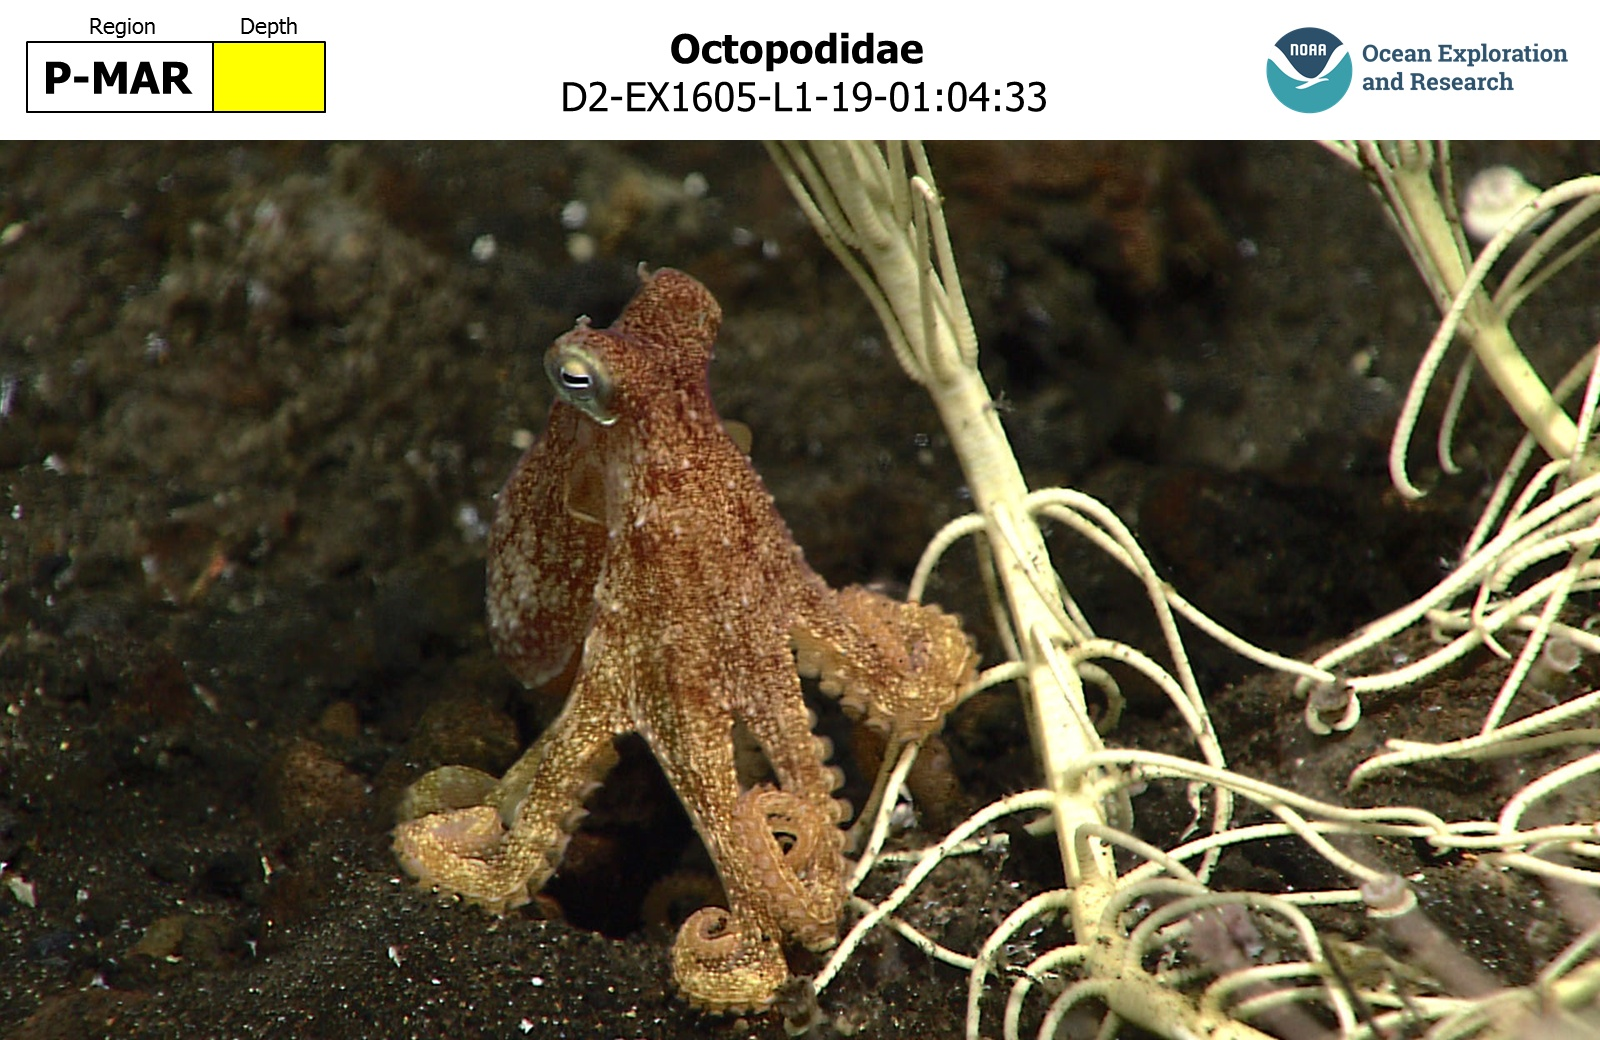 Region
Depth
P-MAR
Octopodidae
D2-EX1605-L1-19-01:04:33
NOAA
Ocean Exploration
and Research